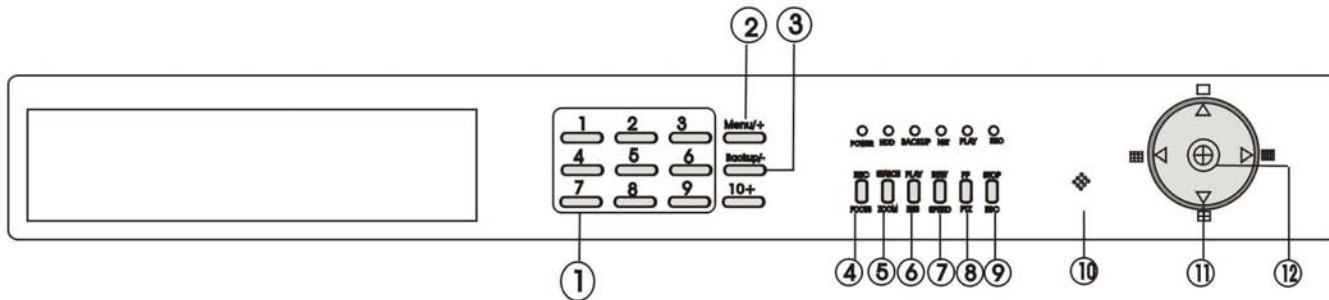 ② ③
1 2 3 Menu/+
4 5 6 Backup/-
7 8 9 10+
POWER HDD BACKUP NET PLAY REC
REC SEARCH PLAY REW FF STOP
FOCUS ZOOM SPEED PTZ ESC
① ④ ⑤ ⑥ ⑦ ⑧ ⑨ ⑩ ⑪ ⑫